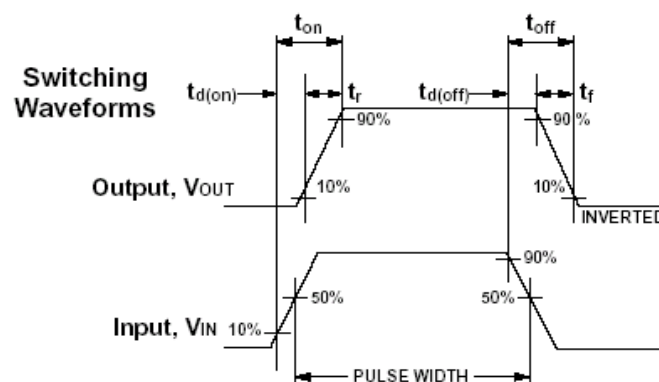 ton
toff
Switching
Waveforms
td(on)
tr
td(off)
tf
90%
90%
Output, VOUT
10%
10%
INVERTED
90%
50%
50%
Input, VIN
10%
PULSE WIDTH